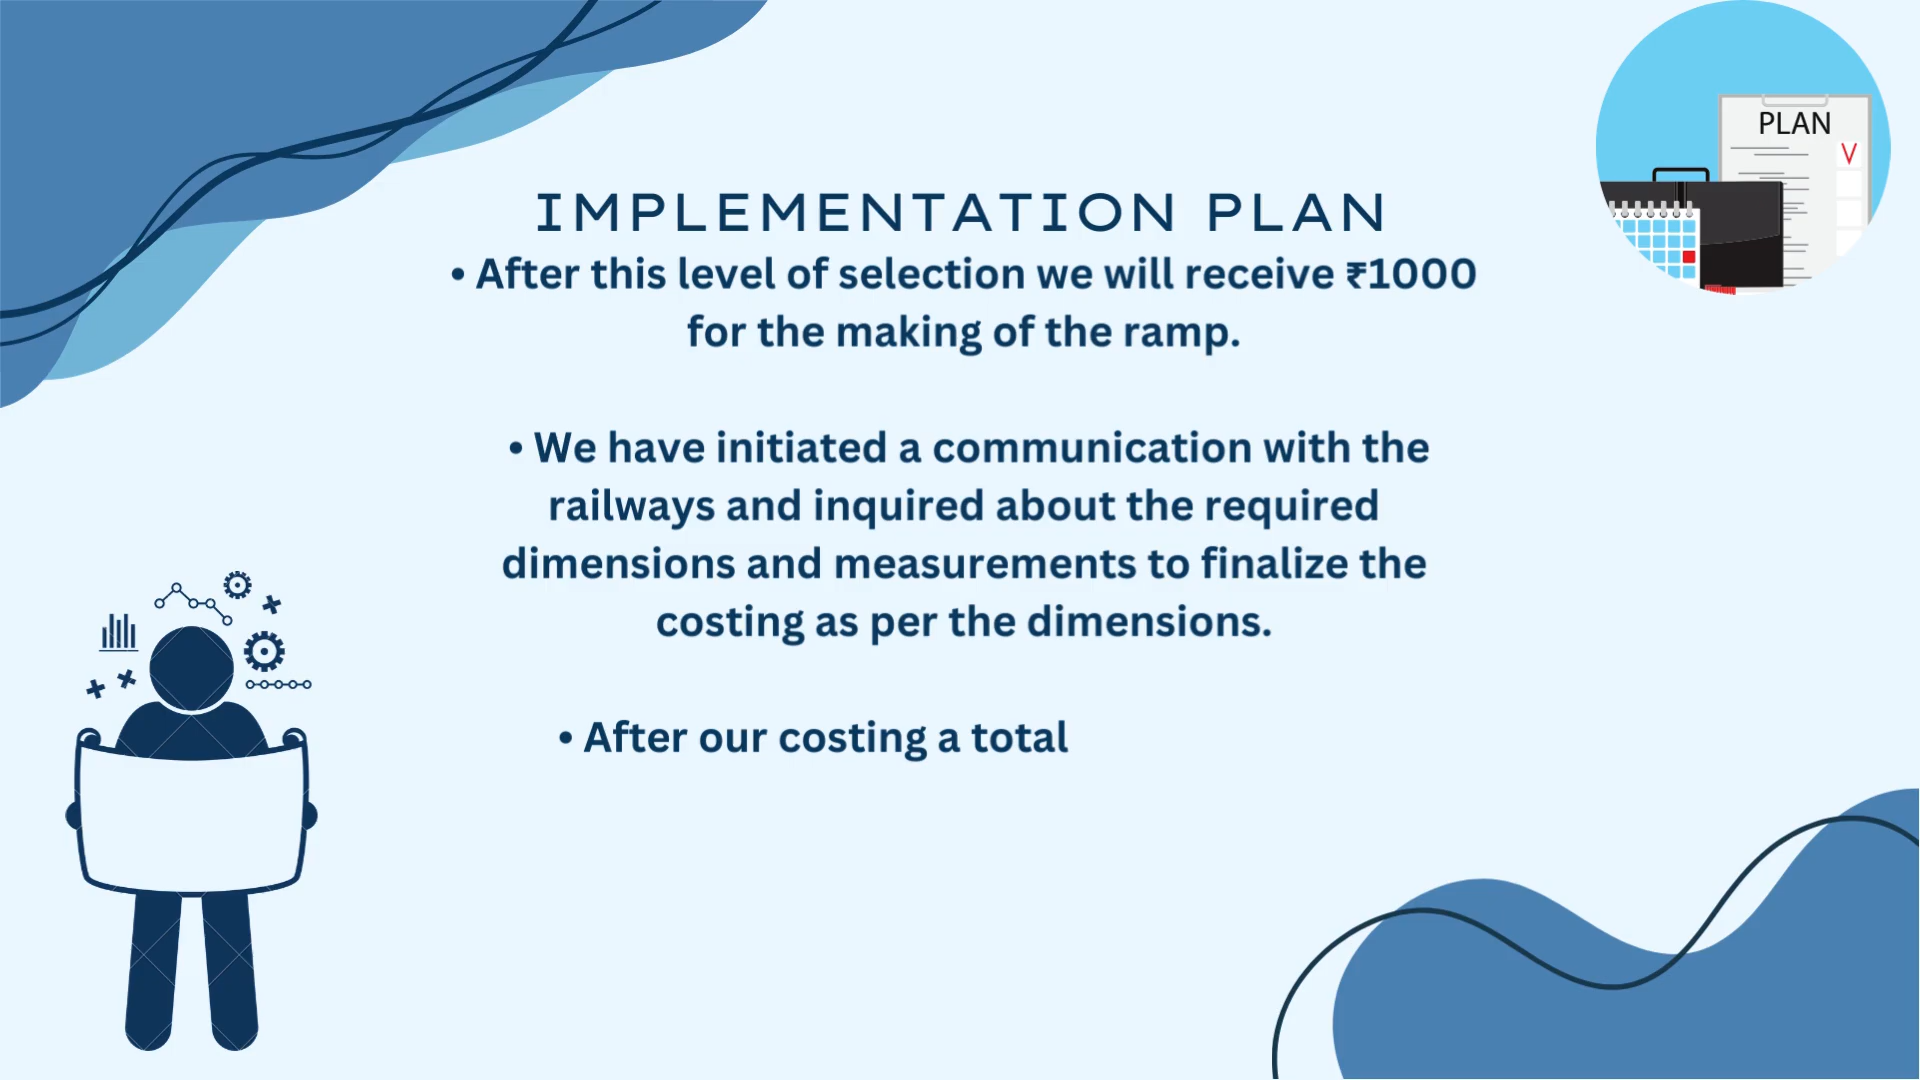 PLAN
V
IMPLEMENTATION PLAN
• After this level of selection we will receive ₹1000
for the making of the ramp.
• We have initiated a communication with the
railways and inquired about the required
dimensions and measurements to finalize the
costing as per the dimensions.
• After our costing a total